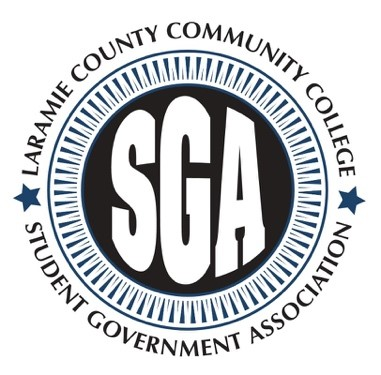 LARAMIE COUNTY COMMUNITY COLLEGE
SGA
STUDENT GOVERNMENT ASSOCIATION